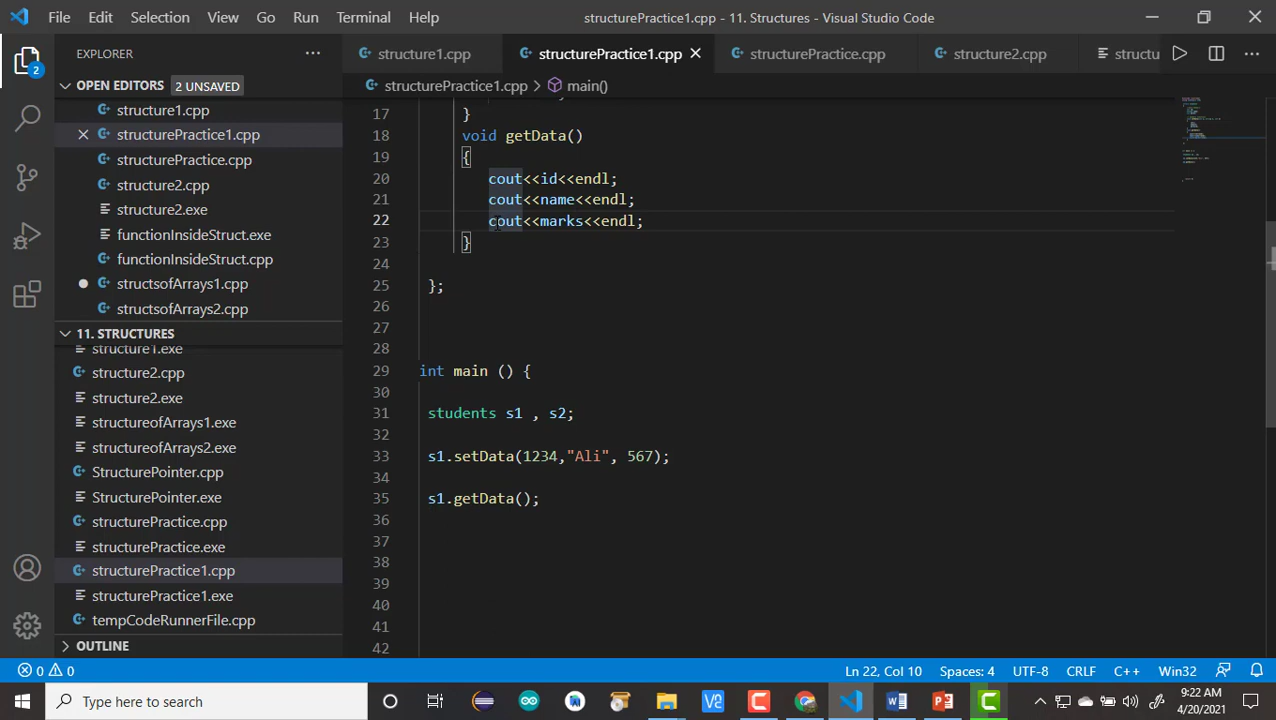 File Edit Selection View Go Run Terminal Help structurePractice1.cpp - 11. Structures - Visual Studio Code
EXPLORER ···
structure1.cpp structurePractice1.cpp structurePractice.cpp structure2.cpp structu
OPEN EDITORS 2 UNSAVED
structurePractice1.cpp > main()
structure1.cpp
structurePractice1.cpp
structurePractice.cpp
structure2.cpp
structure2.exe
functionInsideStruct.exe
functionInsideStruct.cpp
structsofArrays1.cpp
structsofArrays2.cpp
11. STRUCTURES
structure1.exe
structure2.cpp
structure2.exe
structureofArrays1.exe
structureofArrays2.exe
StructurePointer.cpp
StructurePointer.exe
structurePractice.cpp
structurePractice.exe
structurePractice1.cpp
structurePractice1.exe
tempCodeRunnerFile.cpp
OUTLINE
2
17 }
18 void getData()
19 {
20 cout<<id<<endl;
21 cout<<name<<endl;
22 cout<<marks<<endl;
23 }
24
25 };
26
27
28
29 int main () {
30
31 students s1 , s2;
32
33 s1.setData(1234,"Ali", 567);
34
35 s1.getData();
36
37
38
39
40
41
42
0 0 Ln 22, Col 10 Spaces: 4 UTF-8 CRLF C++ Win32
Type here to search
9:22 AM
4/20/2021